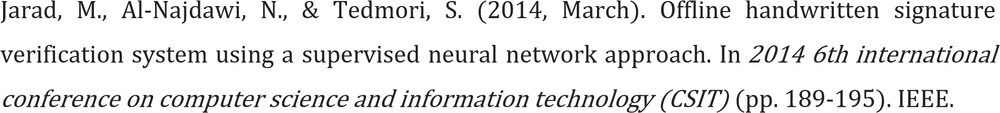 Jarad, M., Al-Najdawi, N., & Tedmori, S. (2014, March). Offline handwritten signature
verification system using a supervised neural network approach. In 2014 6th international
conference on computer science and information technology (CSIT) (pp. 189-195). IEEE.